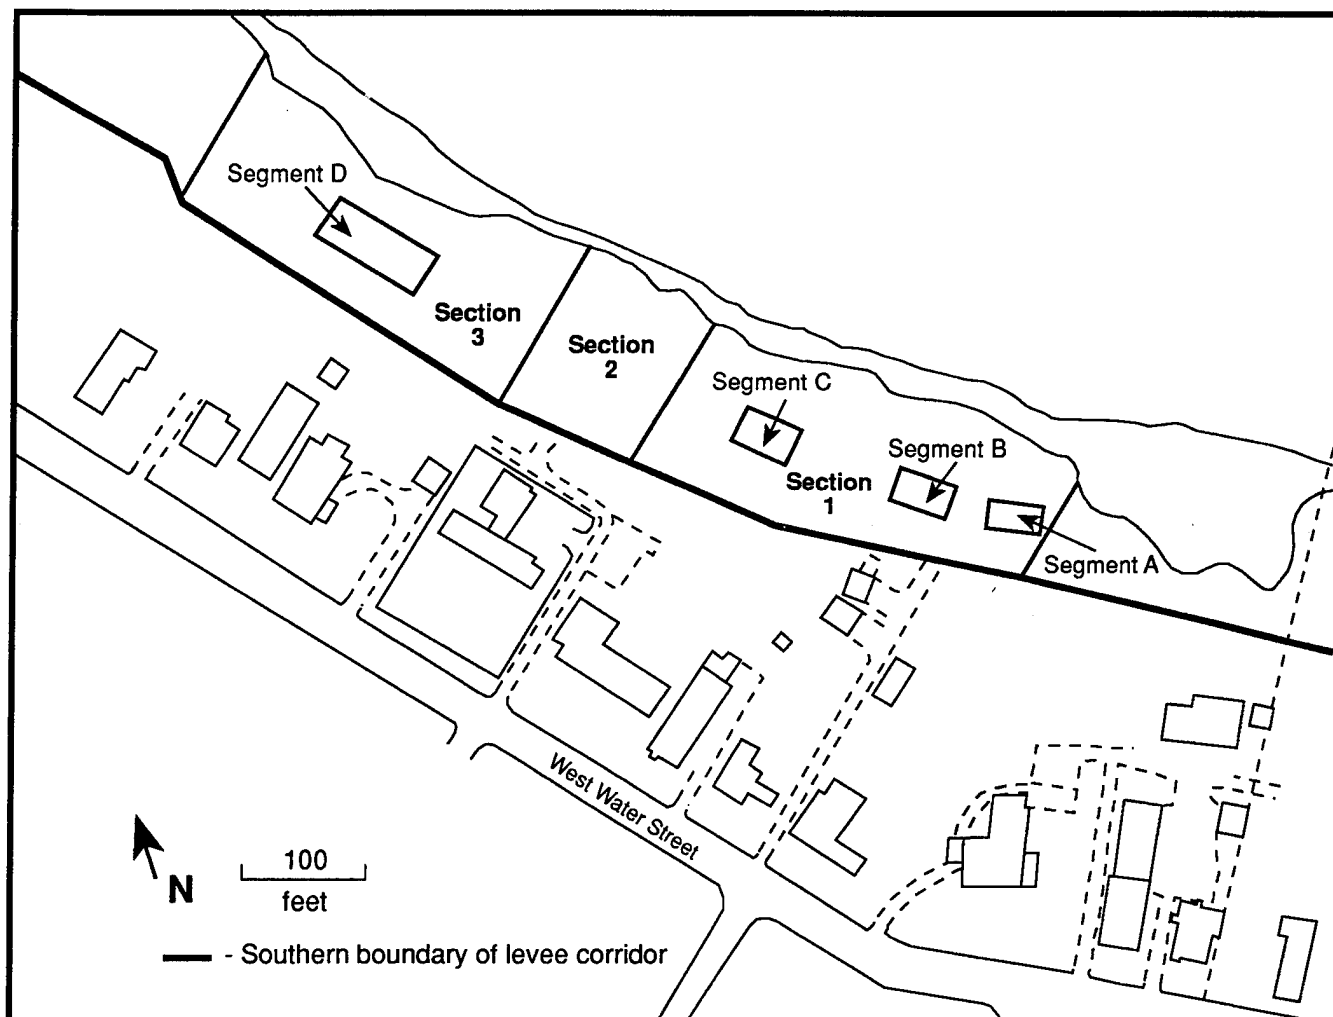 Segment D
Section
3
Section
2
Segment C
Segment B
Section
1
Segment A
West Water Street
N
100
feet
- Southern boundary of levee corridor